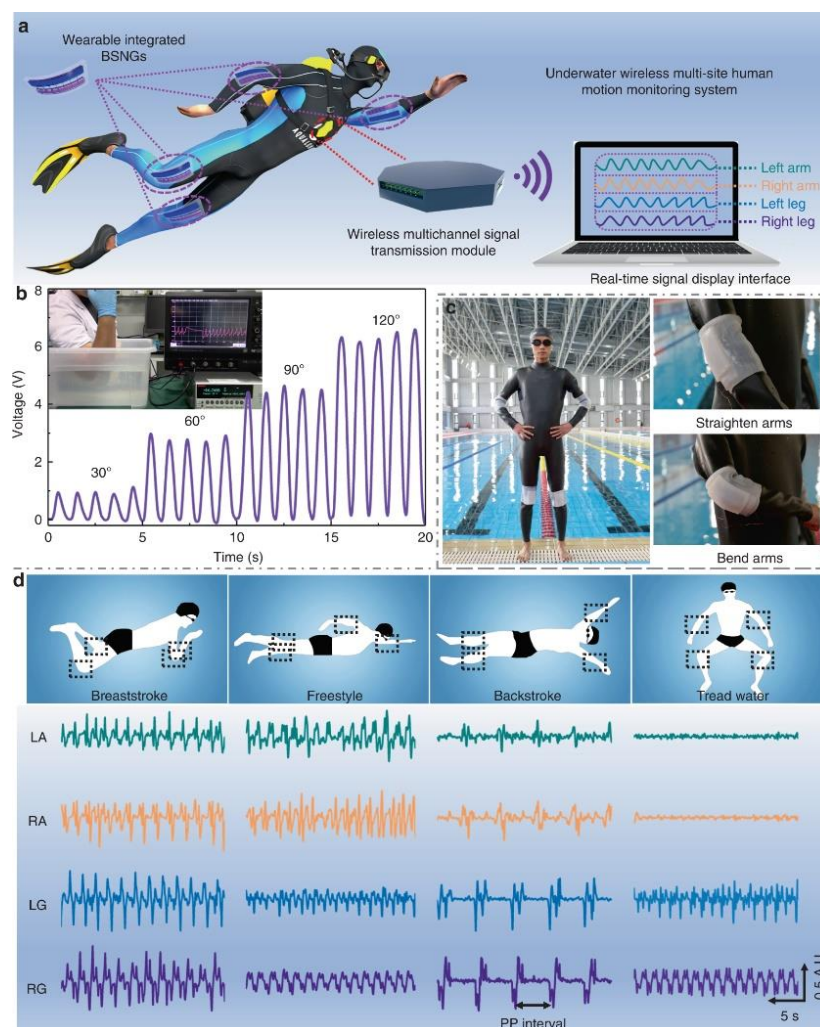 a
Wearable integrated
BSNGs
Underwater wireless multi-site human
motion monitoring system
Left arm
Right arm
Left leg
Right leg
Wireless multichannel signal
transmission module
Real-time signal display interface
b
8
6
4
2
0
Voltage (V)
30°
60°
90°
120°
0
5
10
15
20
Time (s)
c
Straighten arms
Bend arms
d
Breaststroke
Freestyle
Backstroke
Tread water
LA
RA
LG
RG
PP interval
5 s
0.5 A.U.